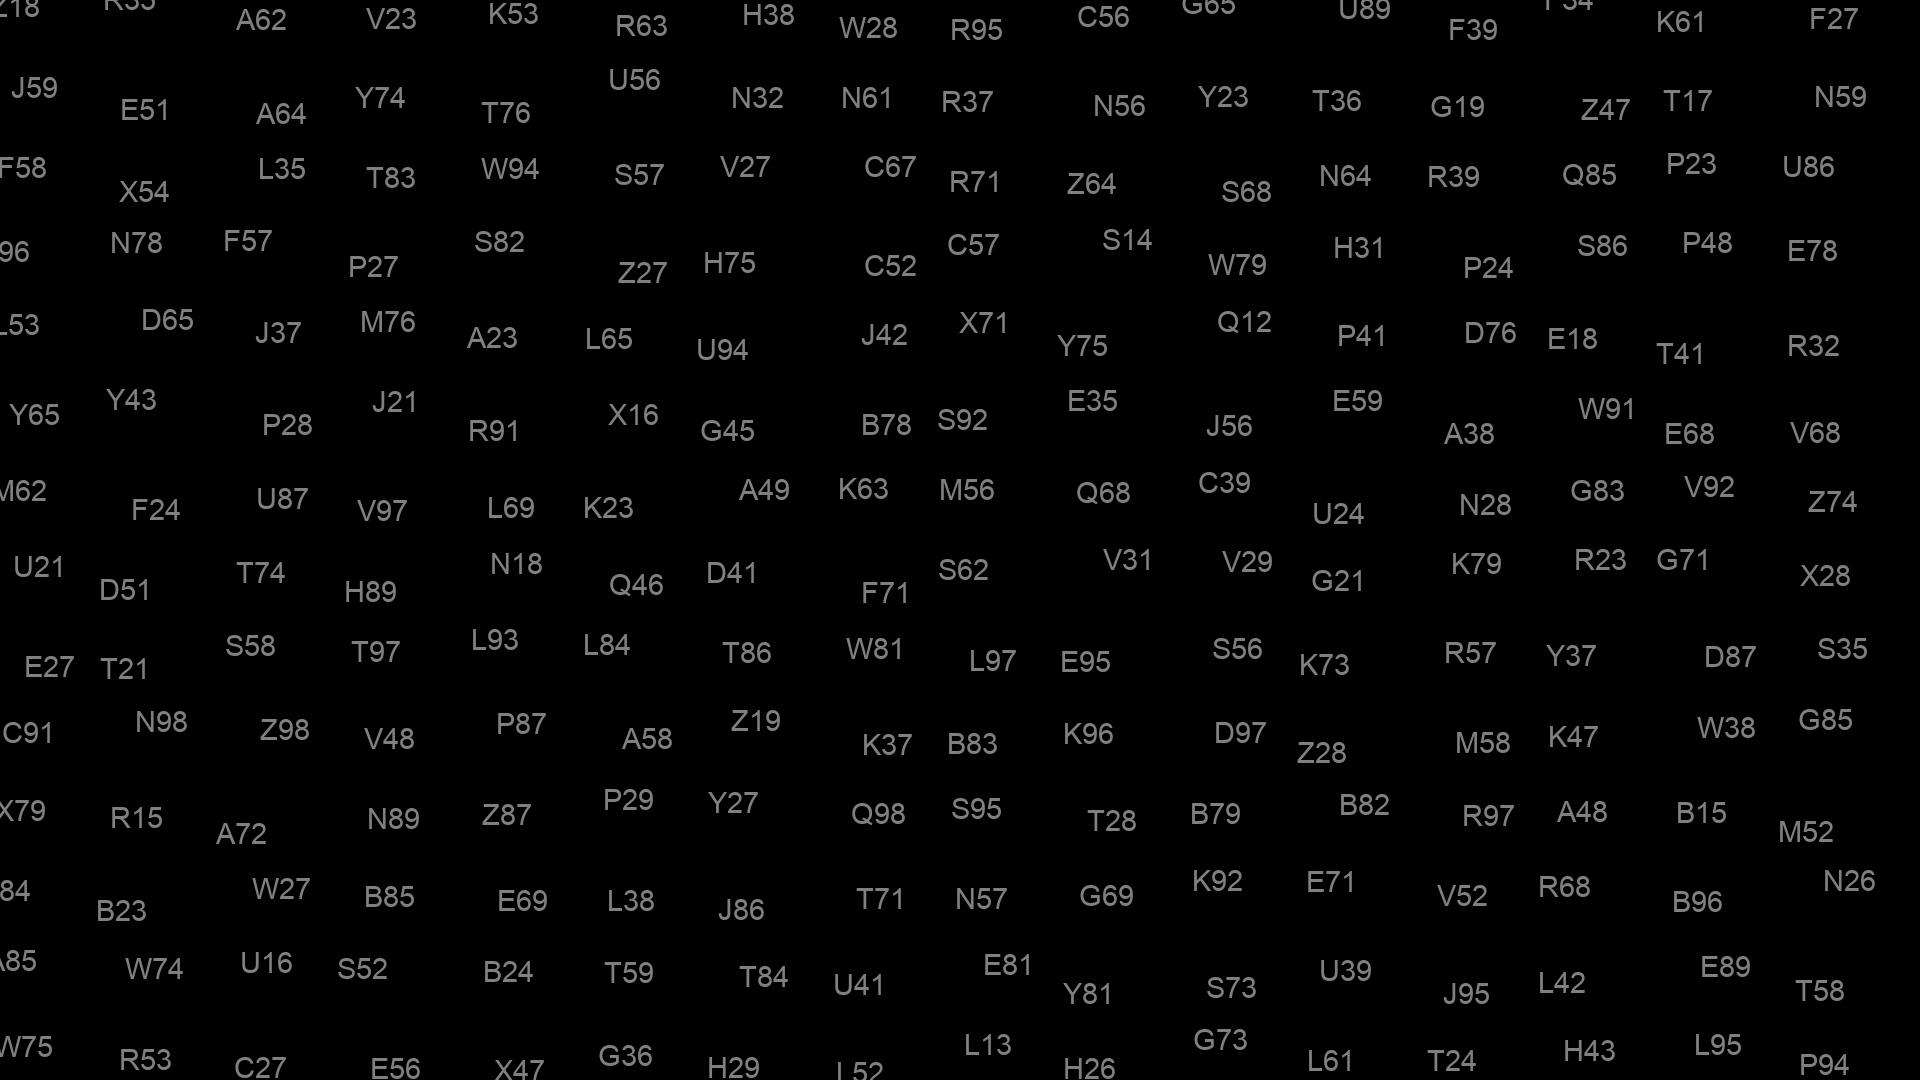 A62 V23 K53 R63 H38 W28 R95 C56 G65 U89 F39 K61 F27
J59 E51 A64 Y74 T76 U56 N32 N61 R37 N56 Y23 T36 G19 Z47 T17 N59
F58 X54 L35 T83 W94 S57 V27 C67 R71 Z64 S68 N64 R39 Q85 P23 U86
96 N78 F57 P27 S82 Z27 H75 C52 C57 S14 W79 H31 P24 S86 P48 E78
L53 D65 J37 M76 A23 L65 U94 J42 X71 Y75 Q12 P41 D76 E18 T41 R32
Y65 Y43 P28 J21 R91 X16 G45 B78 S92 E35 J56 E59 A38 W91 E68 V68
M62 F24 U87 V97 L69 K23 A49 K63 M56 Q68 C39 U24 N28 G83 V92 Z74
U21 D51 T74 H89 N18 Q46 D41 F71 S62 V31 V29 G21 K79 R23 G71 X28
E27 T21 S58 T97 L93 L84 T86 W81 L97 E95 S56 K73 R57 Y37 D87 S35
C91 N98 Z98 V48 P87 A58 Z19 K37 B83 K96 D97 Z28 M58 K47 W38 G85
X79 R15 A72 N89 Z87 P29 Y27 Q98 S95 T28 B79 B82 R97 A48 B15 M52
84 B23 W27 B85 E69 L38 J86 T71 N57 G69 K92 E71 V52 R68 B96 N26
A85 W74 U16 S52 B24 T59 T84 U41 E81 Y81 S73 U39 J95 L42 E89 T58
W75 R53 C27 E56 X47 G36 H29 L52 L13 H26 G73 L61 T24 H43 L95 P94